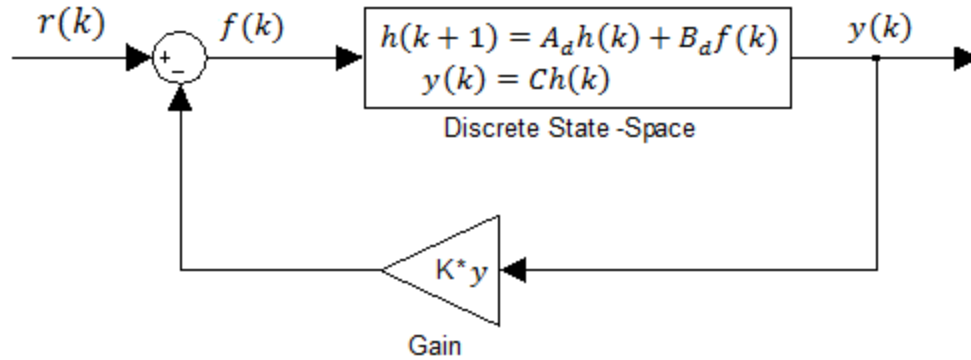 r(k)
f(k)
y(k)
+
−
h(k + 1) = A_d h(k) + B_d f(k)
y(k) = Ch(k)
Discrete State -Space
K* y
Gain